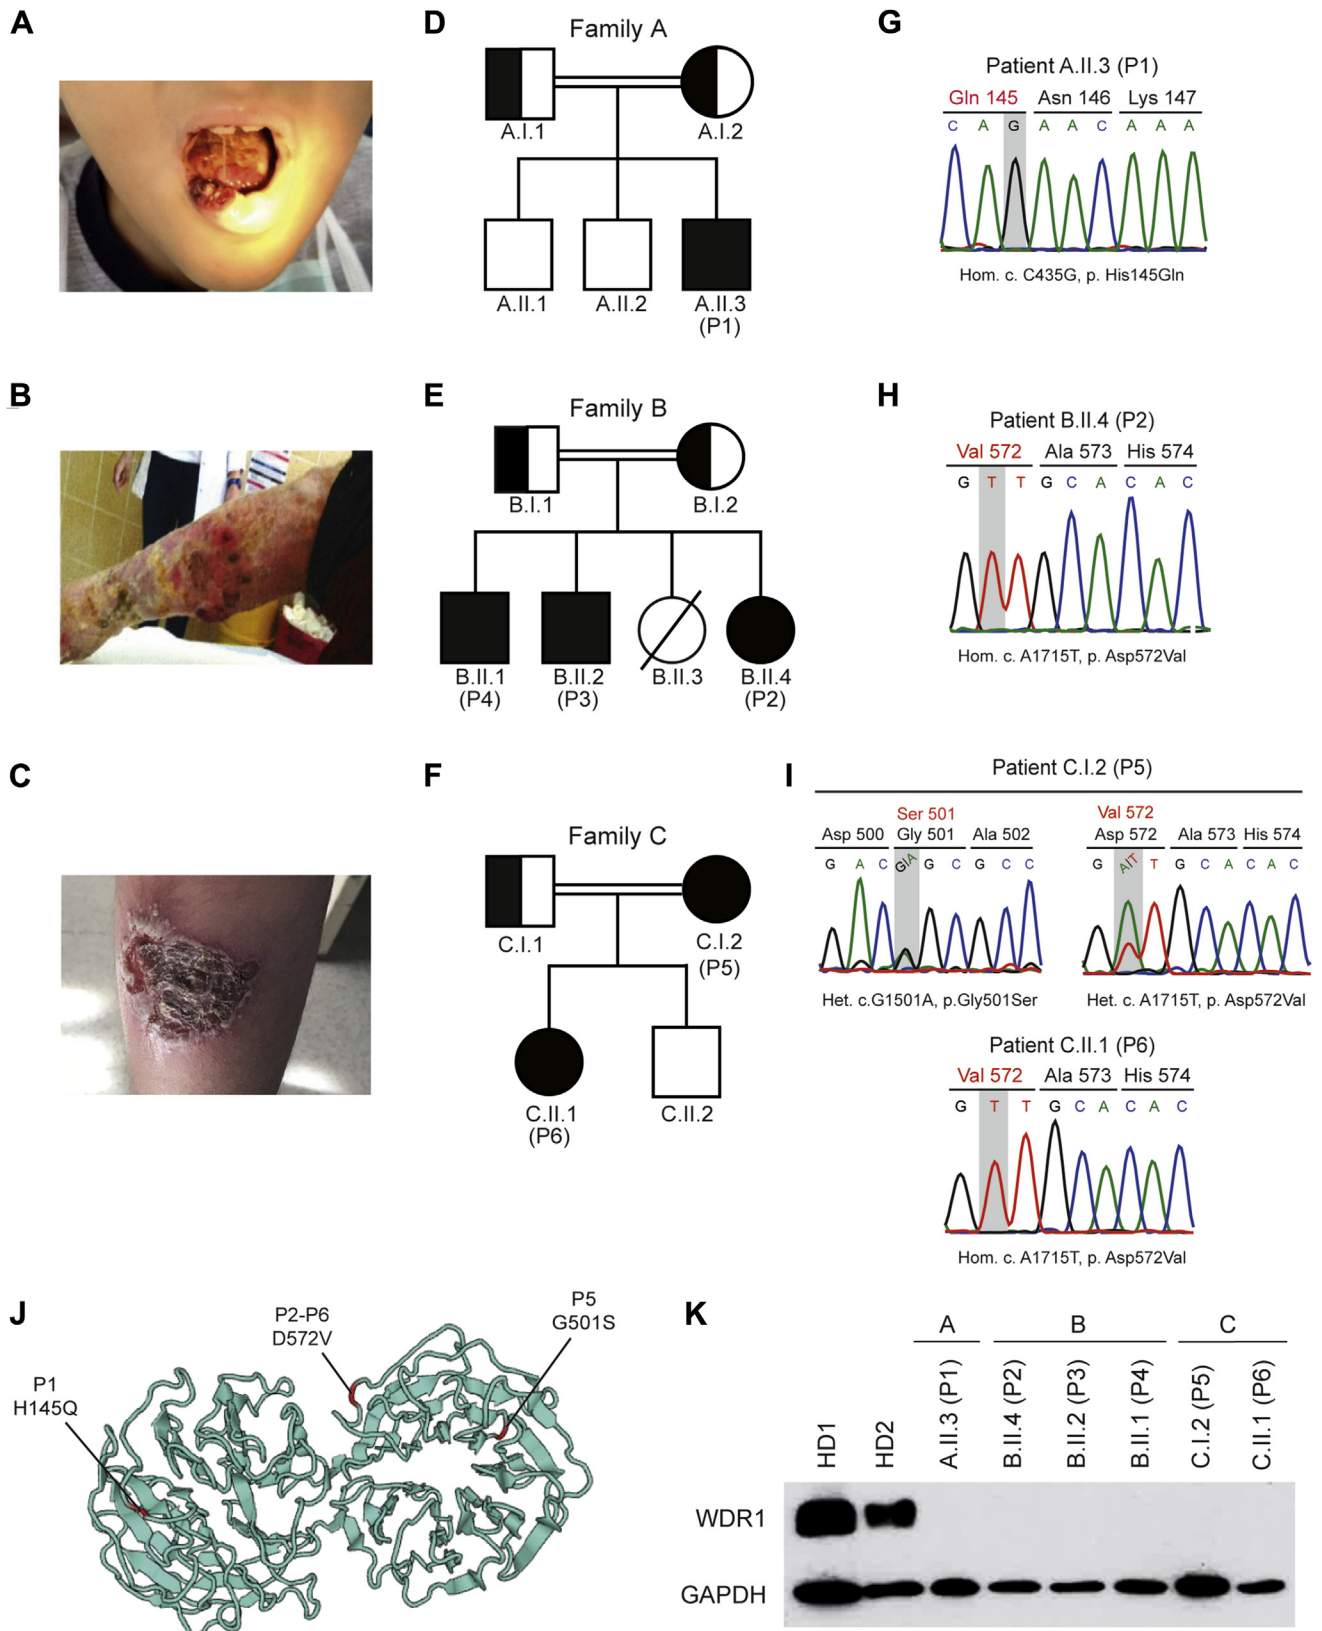 A
D
Family A
A.I.1
A.I.2
A.II.1
A.II.2
A.II.3
(P1)
G
Patient A.II.3 (P1)
Gln 145 Asn 146 Lys 147
C A G A A C A A A
Hom. c. C435G, p. His145Gln
B
E
Family B
B.I.1
B.I.2
B.II.1
(P4)
B.II.2
(P3)
B.II.3
B.II.4
(P2)
H
Patient B.II.4 (P2)
Val 572 Ala 573 His 574
G T T G C A C A C
Hom. c. A1715T, p. Asp572Val
C
F
Family C
C.I.1
C.I.2
(P5)
C.II.1
(P6)
C.II.2
I
Patient C.I.2 (P5)
Ser 501
Asp 500 Gly 501 Ala 502
G A C G/A G C G C C
Het. c.G1501A, p.Gly501Ser
Val 572
Asp 572 Ala 573 His 574
G A/T T G C A C A C
Het. c. A1715T, p. Asp572Val
Patient C.II.1 (P6)
Val 572 Ala 573 His 574
G T T G C A C A C
Hom. c. A1715T, p. Asp572Val
J
P1
H145Q
P2-P6
D572V
P5
G501S
K
A B C
HD1
HD2
A.II.3 (P1)
B.II.4 (P2)
B.II.2 (P3)
B.II.1 (P4)
C.I.2 (P5)
C.II.1 (P6)
WDR1
GAPDH